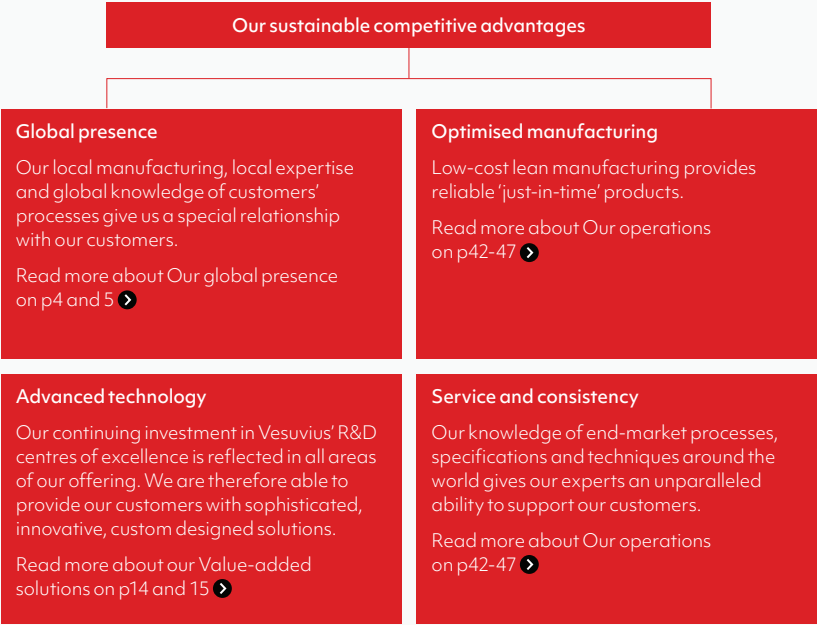 Our sustainable competitive advantages
Global presence
Our local manufacturing, local expertise
and global knowledge of customers’
processes give us a special relationship
with our customers.
Read more about Our global presence
on p4 and 5
Optimised manufacturing
Low-cost lean manufacturing provides
reliable ‘just-in-time’ products.
Read more about Our operations
on p42-47
Advanced technology
Our continuing investment in Vesuvius’ R&D
centres of excellence is reflected in all areas
of our offering. We are therefore able to
provide our customers with sophisticated,
innovative, custom designed solutions.
Read more about our Value-added
solutions on p14 and 15
Service and consistency
Our knowledge of end-market processes,
specifications and techniques around the
world gives our experts an unparalleled
ability to support our customers.
Read more about Our operations
on p42-47